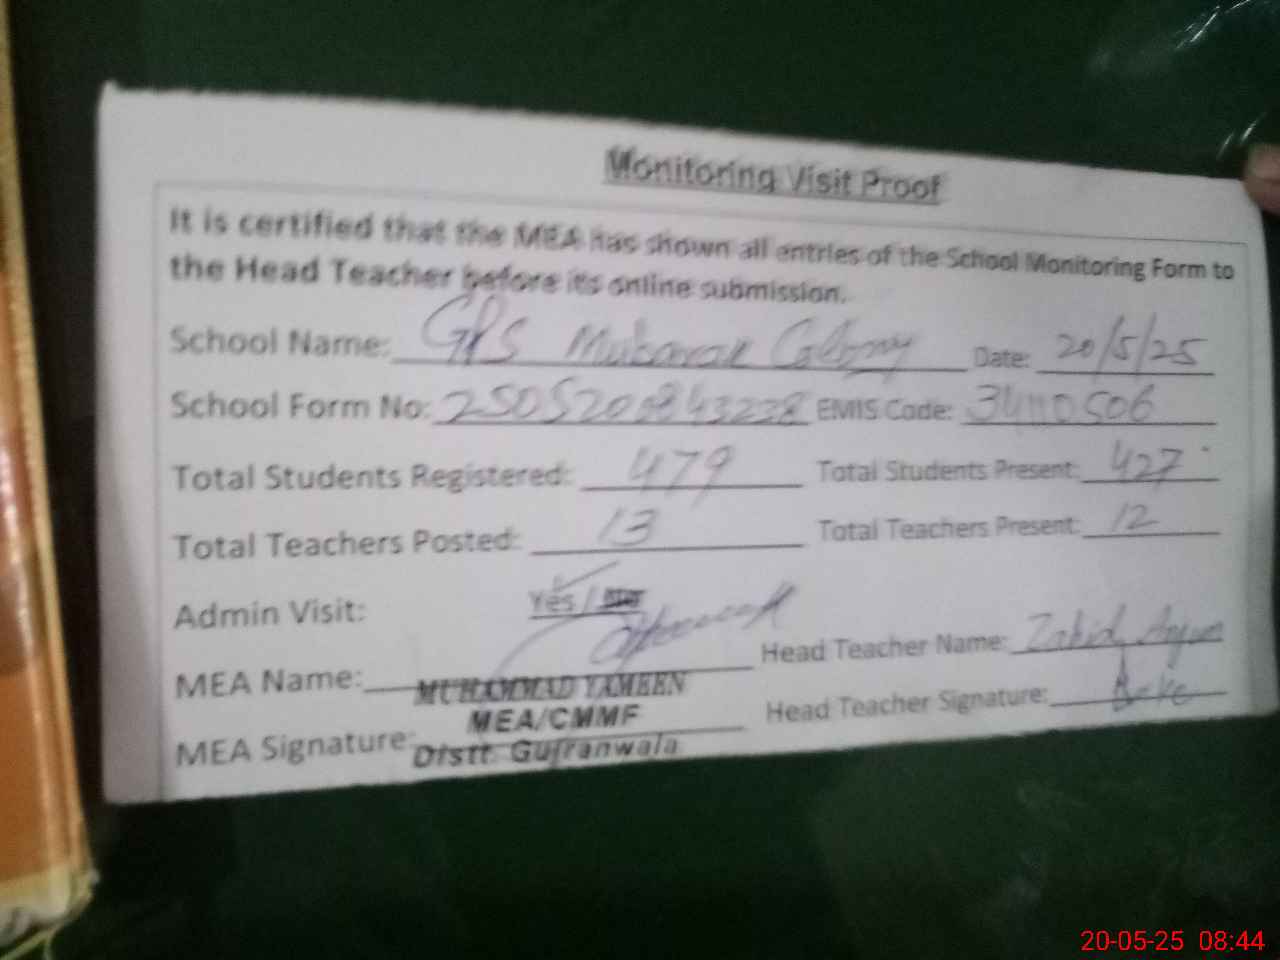 Monitoring Visit Proof
It is certified that the MEA has shown all entries of the School Monitoring Form to
the Head Teacher before its online submission.
School Name: GPS Mubarak Colony Date: 20/5/25
School Form No: 2505200843238 EMIS Code: 34110506
Total Students Registered: 479 Total Students Present: 427
Total Teachers Posted: 13 Total Teachers Present: 12
Admin Visit: Yes /
MEA Name: MUHAMMAD YAMEEN Head Teacher Name: Zahid Anjum
MEA/CMMF Head Teacher Signature:
MEA Signature: Distt. Gujranwala
20-05-25 08:44